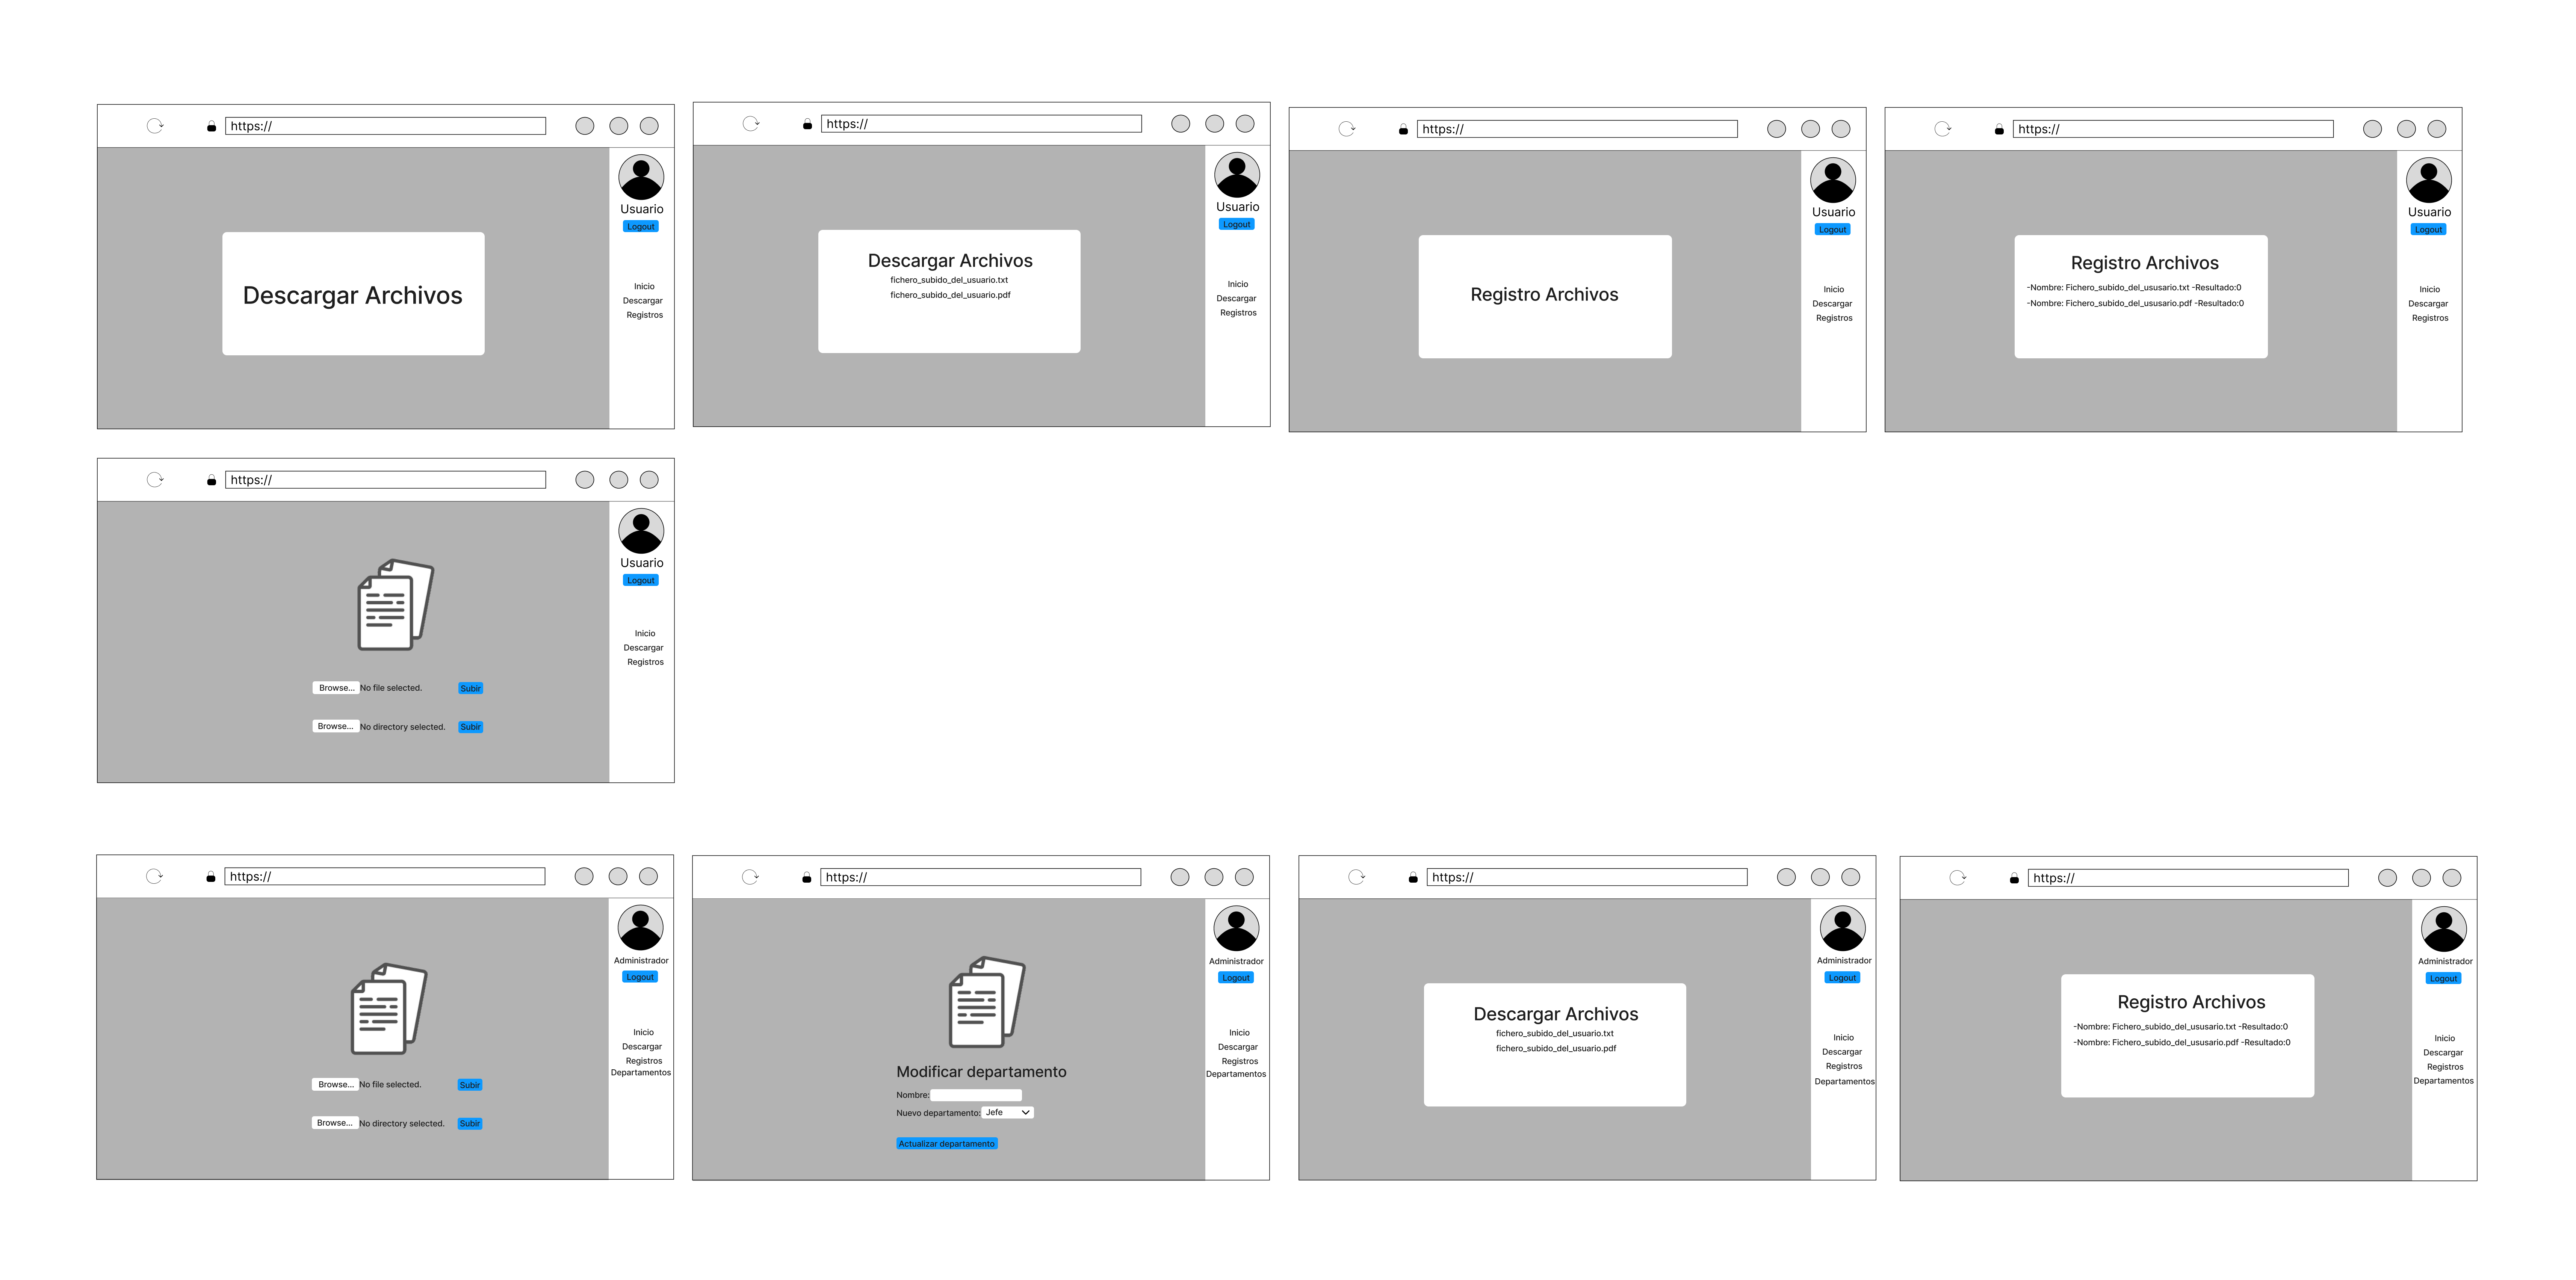 https://
Usuario
Logout
Descargar Archivos
Inicio
Descargar
Registros
https://
Usuario
Logout
Descargar Archivos
fichero_subido_del_usuario.txt
fichero_subido_del_usuario.pdf
Inicio
Descargar
Registros
https://
Usuario
Logout
Registro Archivos
Inicio
Descargar
Registros
https://
Usuario
Logout
Registro Archivos
-Nombre: Fichero_subido_del_ususario.txt -Resultado:0
-Nombre: Fichero_subido_del_ususario.pdf -Resultado:0
Inicio
Descargar
Registros
https://
Usuario
Logout
Inicio
Descargar
Registros
Browse... No file selected. Subir
Browse... No directory selected. Subir
https://
Administrador
Logout
Inicio
Descargar
Registros
Departamentos
Browse... No file selected. Subir
Browse... No directory selected. Subir
https://
Administrador
Logout
Inicio
Descargar
Registros
Departamentos
Modificar departamento
Nombre:
Nuevo departamento: Jefe
Actualizar departamento
https://
Administrador
Logout
Descargar Archivos
fichero_subido_del_usuario.txt
fichero_subido_del_usuario.pdf
Inicio
Descargar
Registros
Departamentos
https://
Administrador
Logout
Registro Archivos
-Nombre: Fichero_subido_del_ususario.txt -Resultado:0
-Nombre: Fichero_subido_del_ususario.pdf -Resultado:0
Inicio
Descargar
Registros
Departamentos